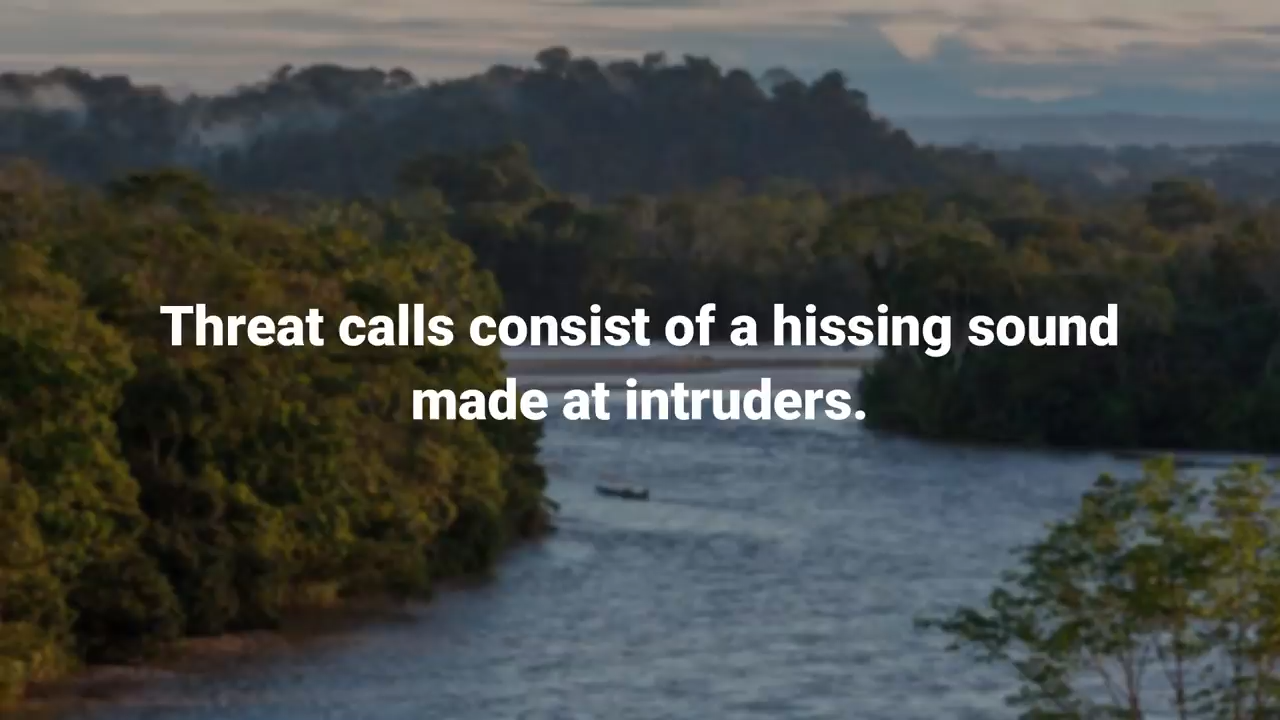 Threat calls consist of a hissing sound
made at intruders.